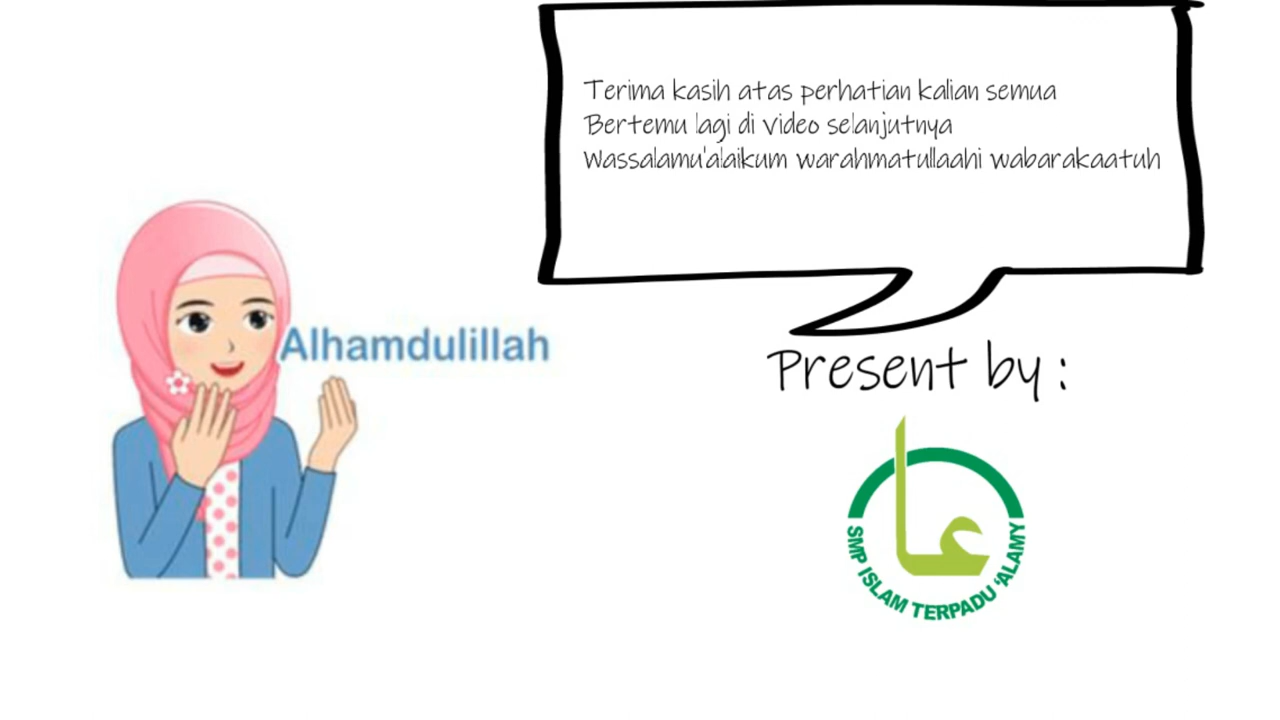 Terima kasih atas perhatian kalian semua
Bertemu lagi di video selanjutnya
Wassalamu'alaikum warahmatullaahi wabarakaatuh
Alhamdulillah
Present by :
عا
SMP ISLAM TERPADU 'ALAMY